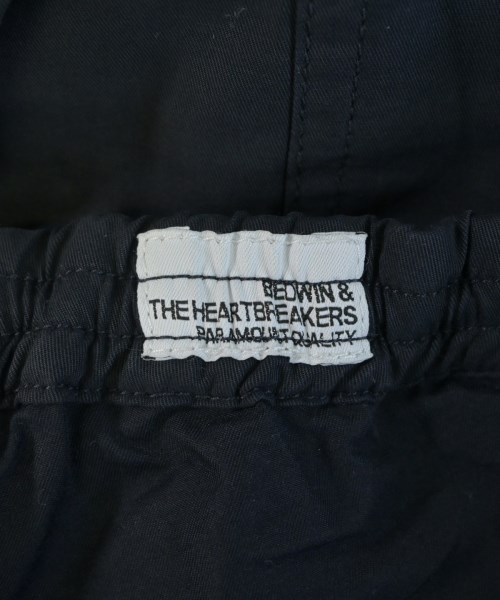 BEDWIN &
THE HEARTBREAKERS
PARAMOUNT QUALITY